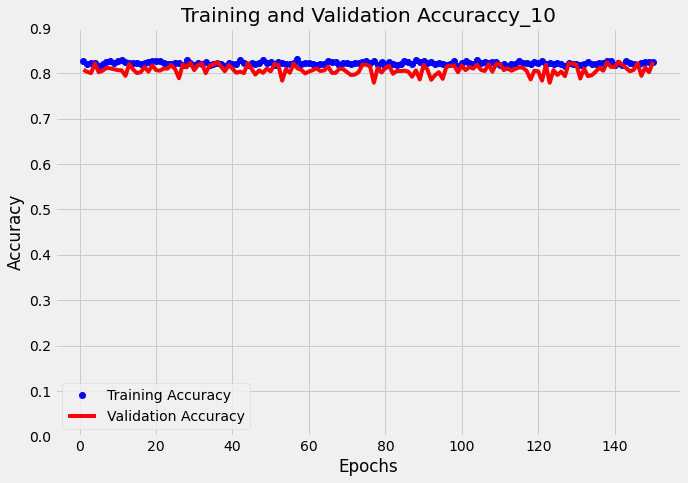 Training and Validation Accuraccy_10
0.9
0.8
0.7
0.6
0.5
0.4
0.3
0.2
0.1
0.0
Accuracy
Training Accuracy
Validation Accuracy
0 20 40 60 80 100 120 140
Epochs